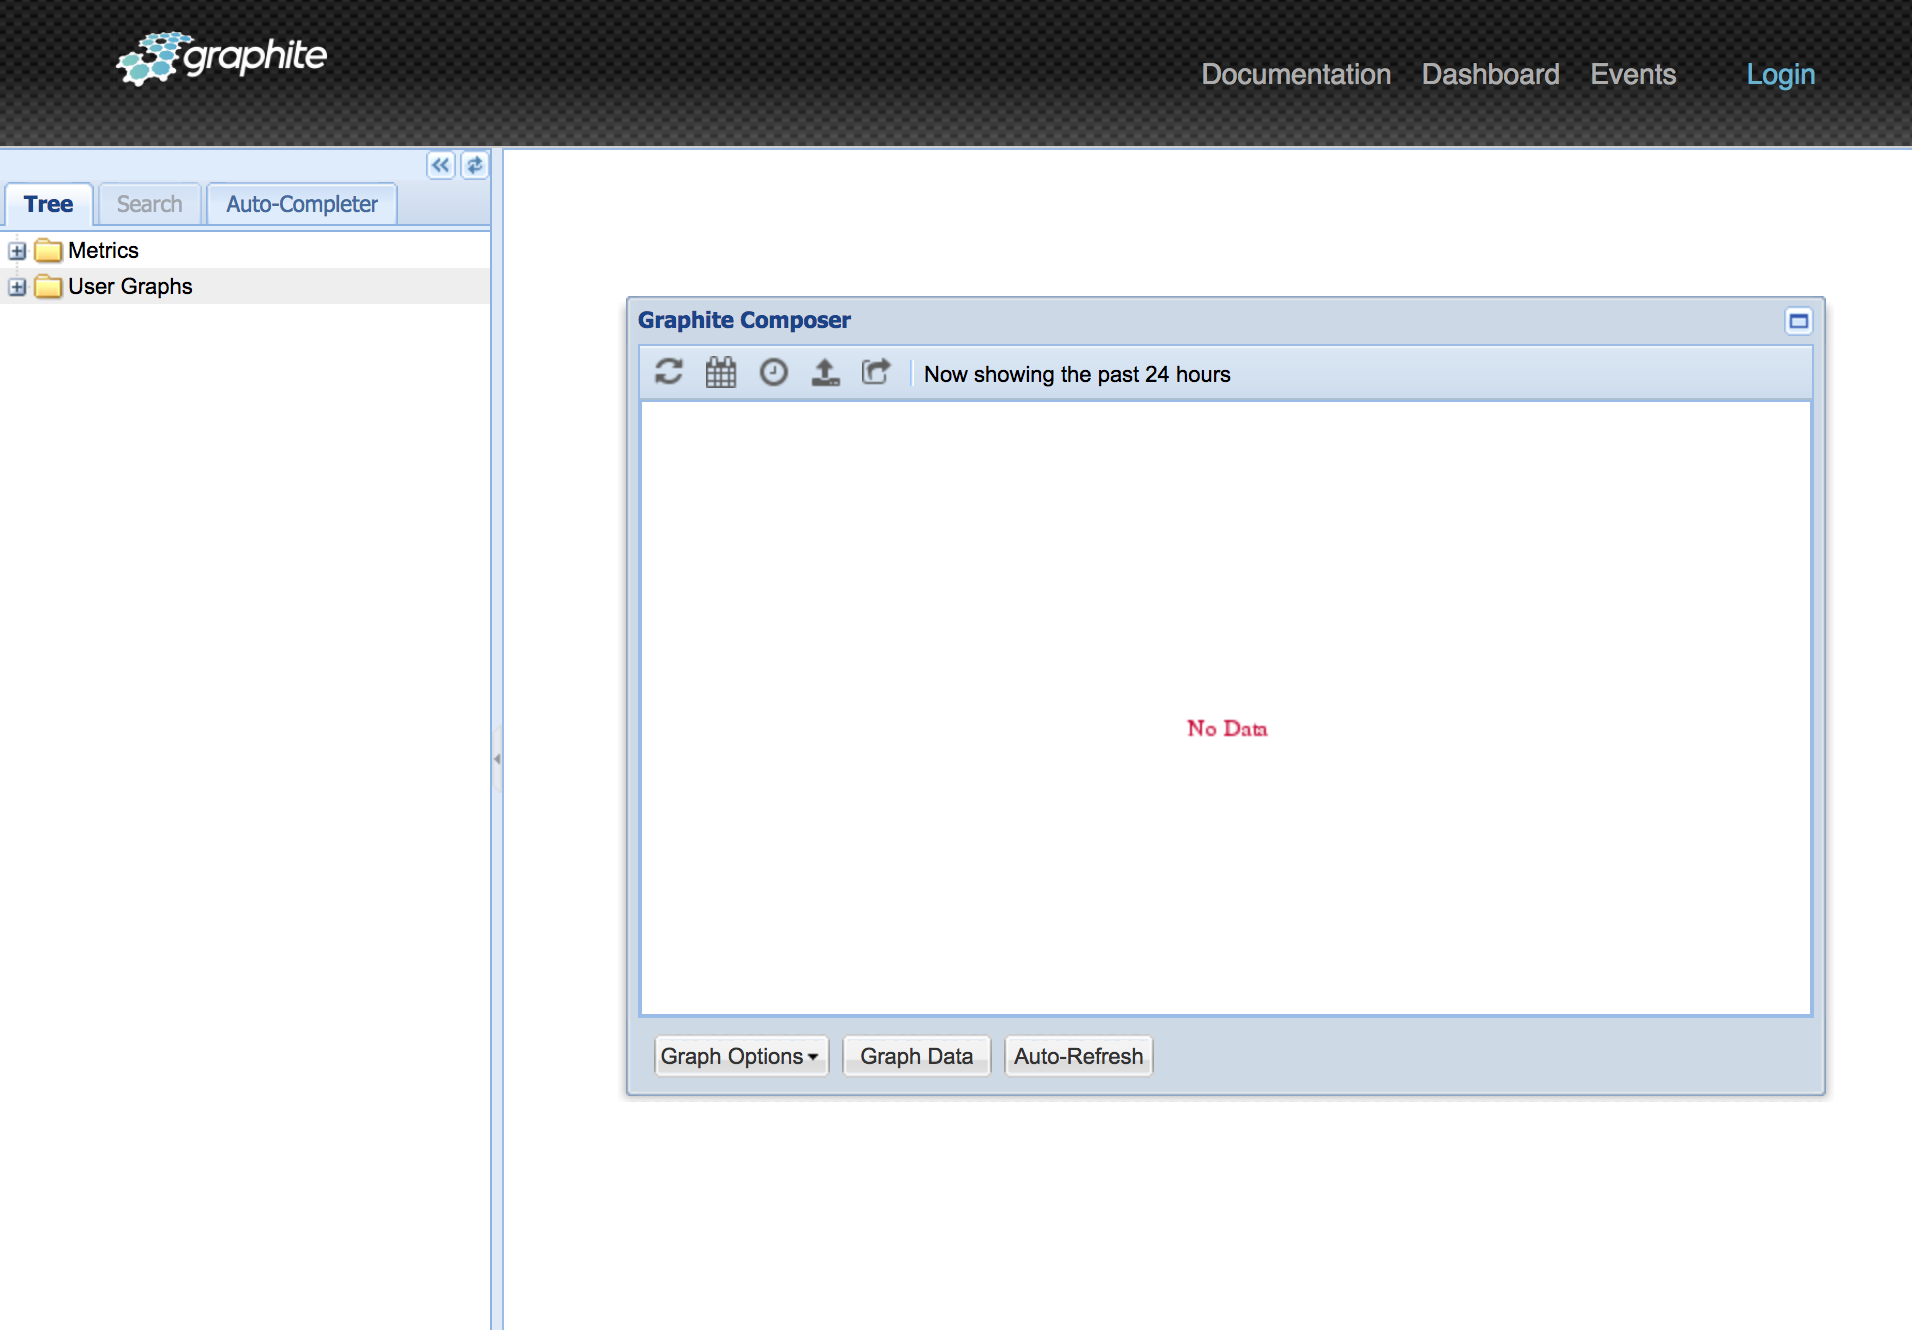 graphite
Documentation Dashboard Events Login
Tree Search Auto-Completer
Metrics
User Graphs
Graphite Composer
Now showing the past 24 hours
No Data
Graph Options Graph Data Auto-Refresh